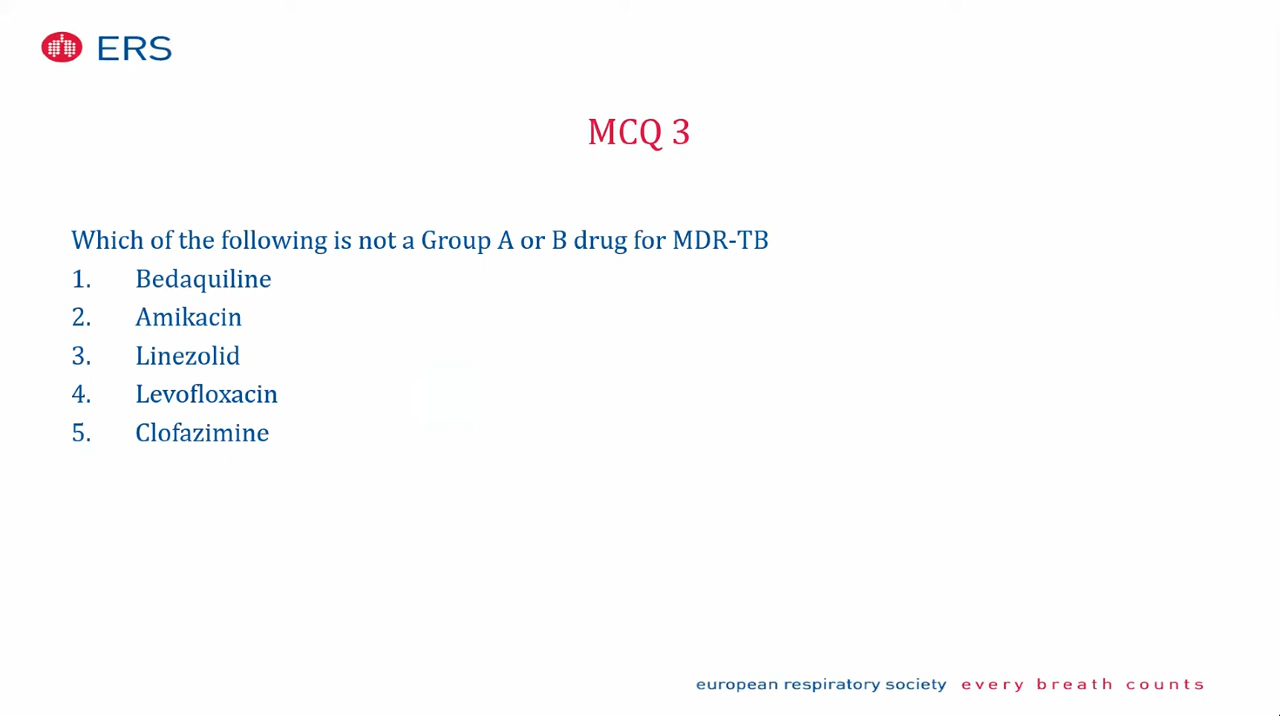 ERS
MCQ 3
Which of the following is not a Group A or B drug for MDR-TB
1. Bedaquiline
2. Amikacin
3. Linezolid
4. Levofloxacin
5. Clofazimine
european respiratory society every breath counts